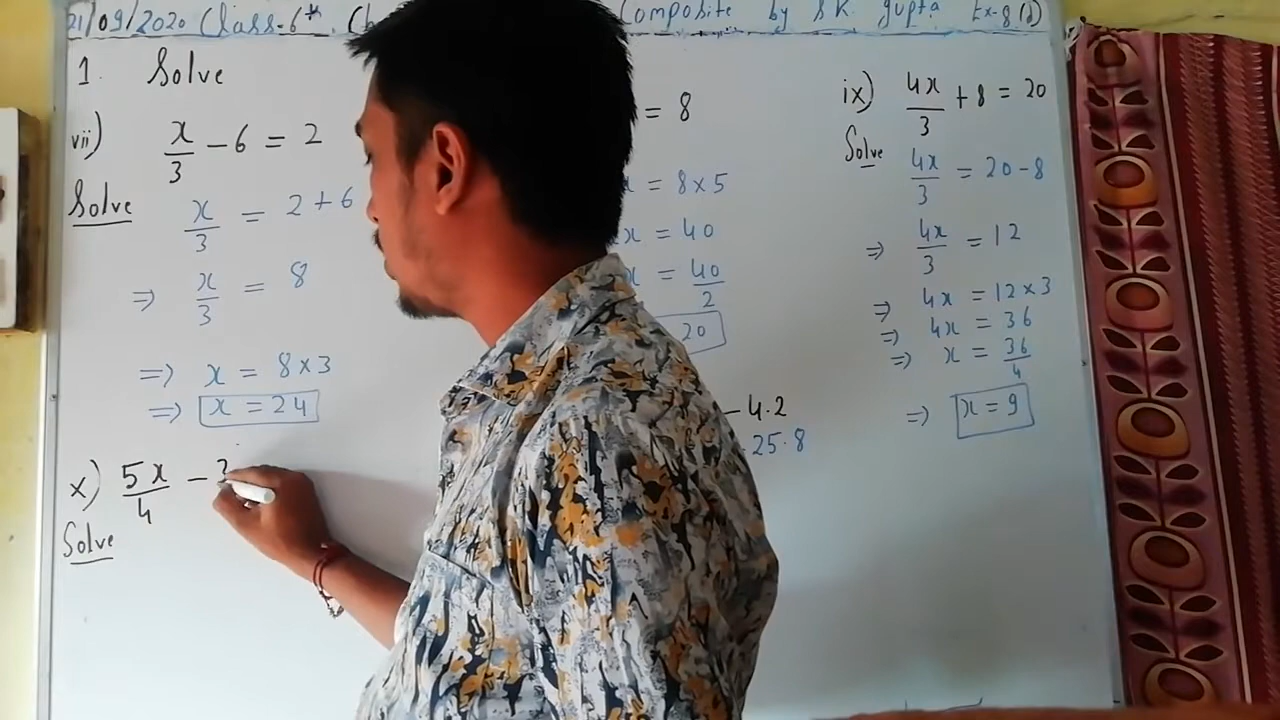 21/09/2020 Class-6th Composite by S.K. Gupta Ex-8(B)
1. Solve
vii) x/3 - 6 = 2
Solve
x/3 = 2 + 6
⇒ x/3 = 8
⇒ x = 8×3
⇒ x = 24
x) 5x/4 -
Solve
= 8
x = 8×5
x = 40
x = 40/2
20
- 4.2
25.8
ix) 4x/3 + 8 = 20
Solve
4x/3 = 20-8
⇒ 4x/3 = 12
⇒ 4x = 12×3
⇒ 4x = 36
⇒ x = 36/4
⇒ x = 9